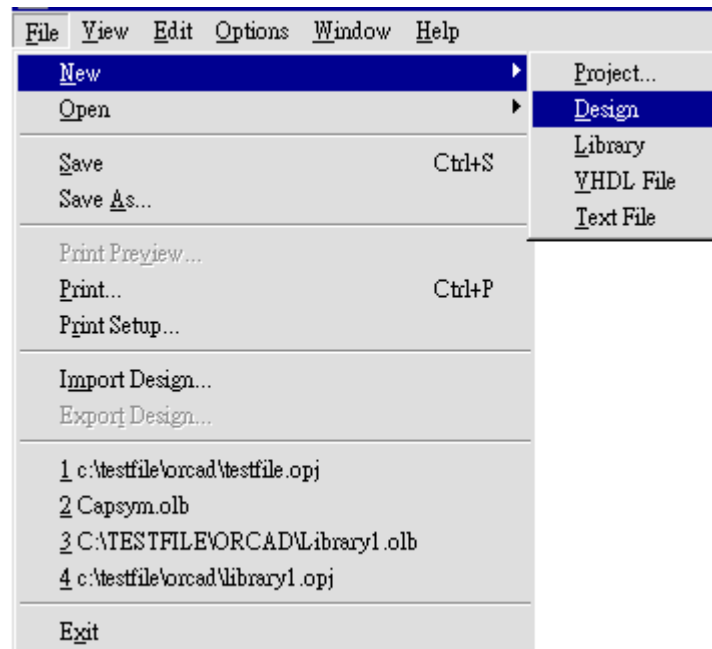 File View Edit Options Window Help
New
Open
Save Ctrl+S
Save As...
Print Preview...
Print... Ctrl+P
Print Setup...
Import Design...
Export Design...
1 c:\testfile\orcad\testfile.opj
2 Capsym.olb
3 C:\TESTFILE\ORCAD\Library1.olb
4 c:\testfile\orcad\library1.opj
Exit
Project...
Design
Library
VHDL File
Text File